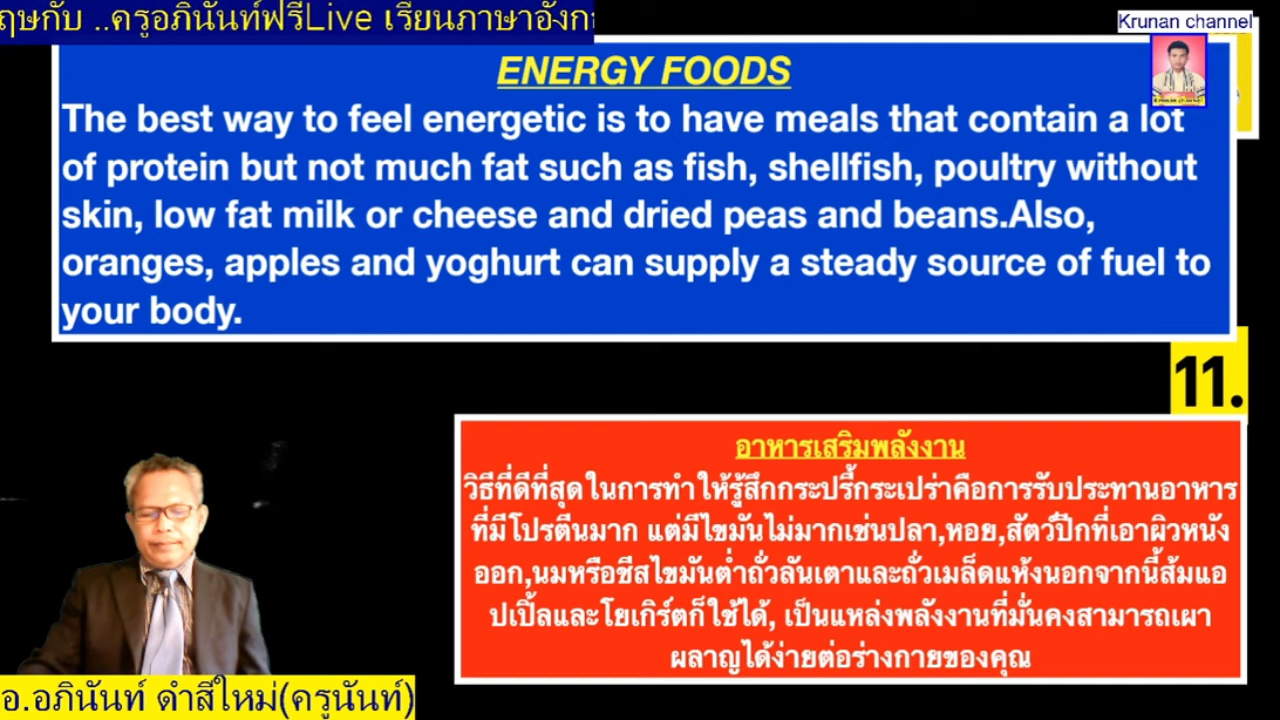 ฤษกับ ..ครูอภินันท์ฟรีLive เรียนภาษาอังก
Krunan channel
ENERGY FOODS
The best way to feel energetic is to have meals that contain a lot
of protein but not much fat such as fish, shellfish, poultry without
skin, low fat milk or cheese and dried peas and beans.Also,
oranges, apples and yoghurt can supply a steady source of fuel to
your body.
11.
อาหารเสริมพลังงาน
วิธีที่ดีที่สุดในการทำให้รู้สึกกระปรี้กระเปร่าคือการรับประทานอาหาร
ที่มีโปรตีนมาก แต่มีไขมันไม่มากเช่นปลา,หอย,สัตว์ปีกที่เอาผิวหนัง
ออก,นมหรือชีสไขมันต่ำถั่วลันเตาและถั่วเมล็ดแห้งนอกจากนี้ส้มแอ
ปเปิ้ลและโยเกิร์ตก็ใช้ได้, เป็นแหล่งพลังงานที่มั่นคงสามารถเผา
ผลาญได้ง่ายต่อร่างกายของคุณ
อ.อภินันท์ ดำสีใหม่(ครูนันท์)